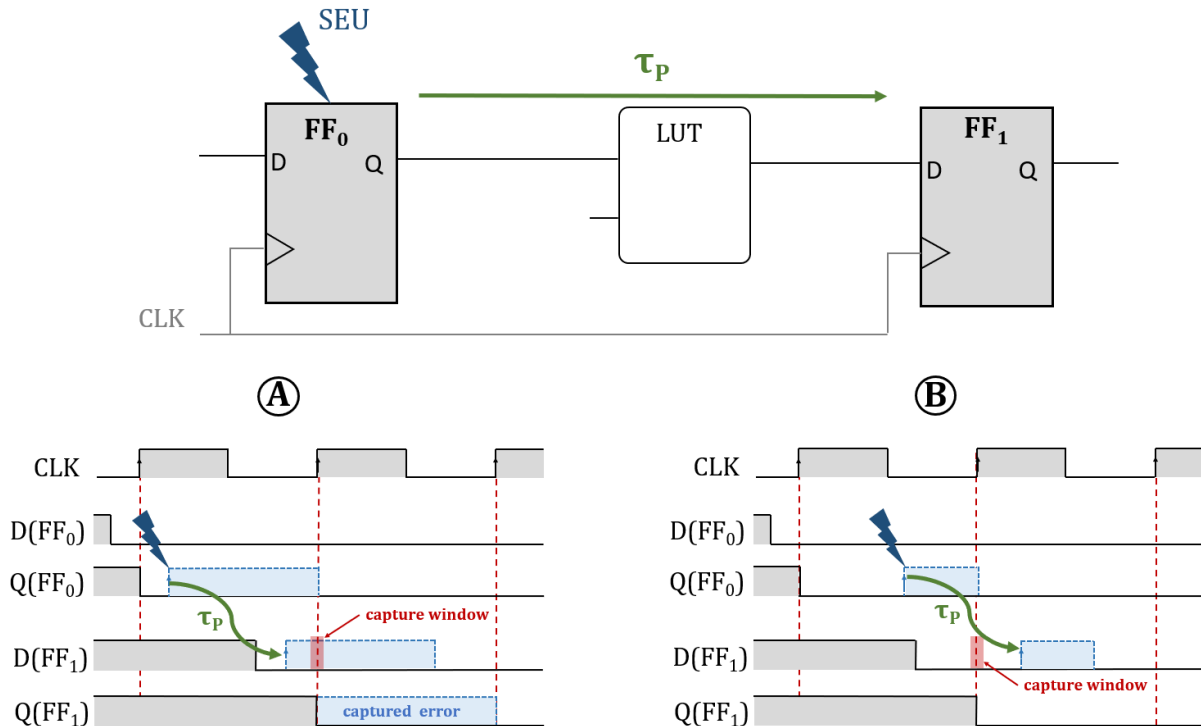 SEU
τP
FF0
LUT
FF1
D
Q
D
Q
CLK
A
B
CLK
CLK
D(FF0)
D(FF0)
Q(FF0)
Q(FF0)
τP
τP
capture window
D(FF1)
D(FF1)
capture window
Q(FF1)
captured error
Q(FF1)